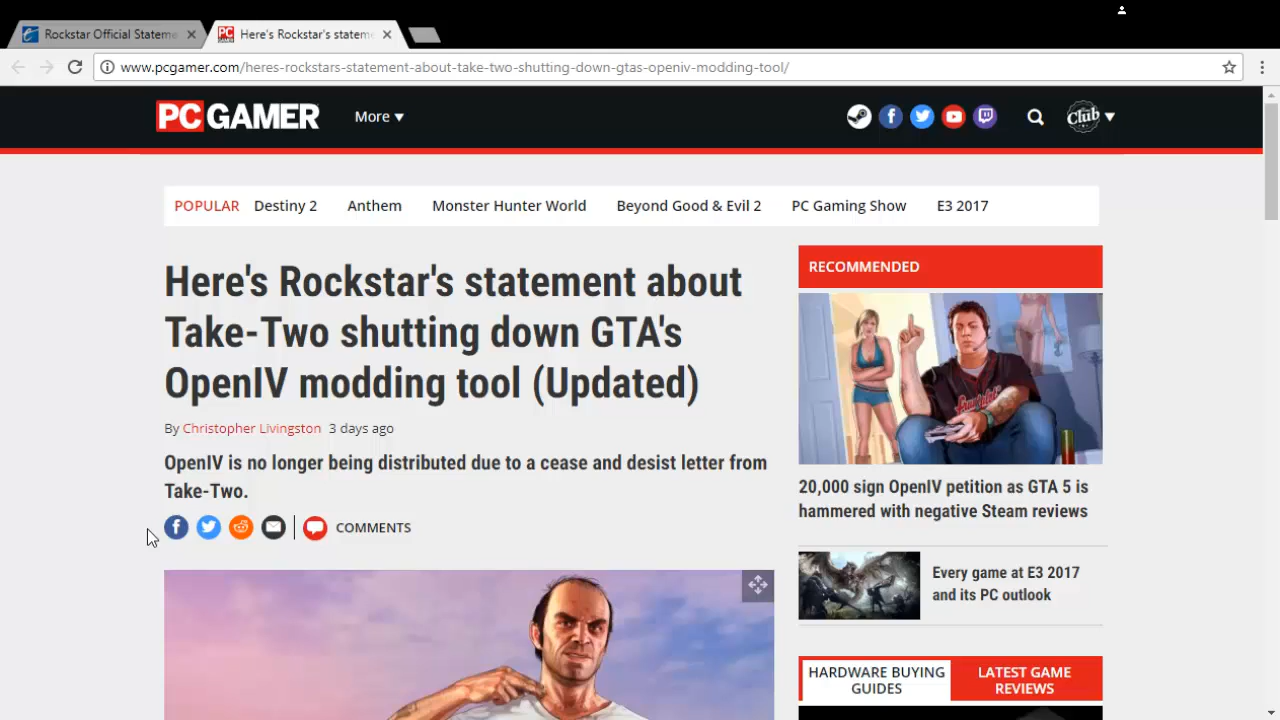 Rockstar Official Stateme
Here's Rockstar's statem
www.pcgamer.com/heres-rockstars-statement-about-take-two-shutting-down-gtas-openiv-modding-tool/
PC GAMER
More
Club
POPULAR Destiny 2 Anthem Monster Hunter World Beyond Good & Evil 2 PC Gaming Show E3 2017
Here's Rockstar's statement about
Take-Two shutting down GTA's
OpenIV modding tool (Updated)
By Christopher Livingston 3 days ago
OpenIV is no longer being distributed due to a cease and desist letter from
Take-Two.
COMMENTS
RECOMMENDED
20,000 sign OpenIV petition as GTA 5 is
hammered with negative Steam reviews
Every game at E3 2017
and its PC outlook
HARDWARE BUYING
GUIDES
LATEST GAME
REVIEWS